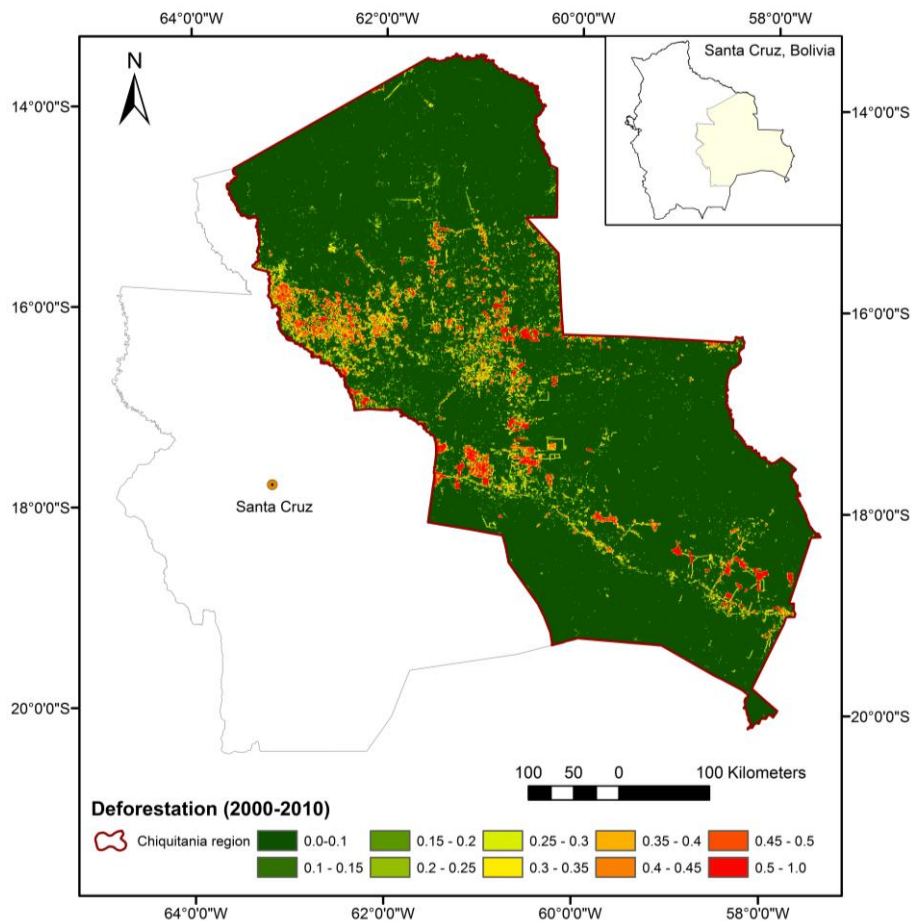 64°0'0"W 62°0'0"W 60°0'0"W 58°0'0"W
N
Santa Cruz, Bolivia
14°0'0"S 14°0'0"S
16°0'0"S 16°0'0"S
18°0'0"S 18°0'0"S
Santa Cruz
20°0'0"S 20°0'0"S
100 50 0 100 Kilometers
Deforestation (2000-2010)
Chiquitania region 0.0-0.1 0.15 - 0.2 0.25 - 0.3 0.35 - 0.4 0.45 - 0.5
0.1 - 0.15 0.2 - 0.25 0.3 - 0.35 0.4 - 0.45 0.5 - 1.0
64°0'0"W 62°0'0"W 60°0'0"W 58°0'0"W